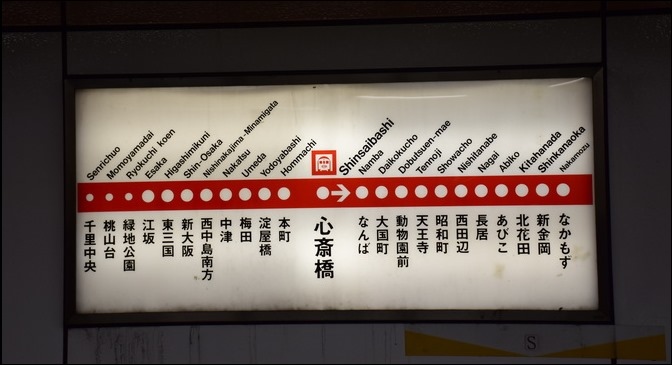 Senrichuo
Momoyamadai
Ryokuchi koen
Esaka
Higashimikuni
Shin-Osaka
Nishinakajima-Minamigata
Nakatsu
Umeda
Yodoyabashi
Hommachi
Shinsaibashi
Namba
Daikokucho
Dobutsuen-mae
Tennoji
Showacho
Nishitanabe
Nagai
Abiko
Kitahanada
Shinkanaoka
Nakamozu
千里中央
桃山台
緑地公園
江坂
東三国
新大阪
西中島南方
中津
梅田
淀屋橋
本町
心斎橋
なんば
大国町
動物園前
天王寺
昭和町
西田辺
長居
あびこ
北花田
新金岡
なかもず
S